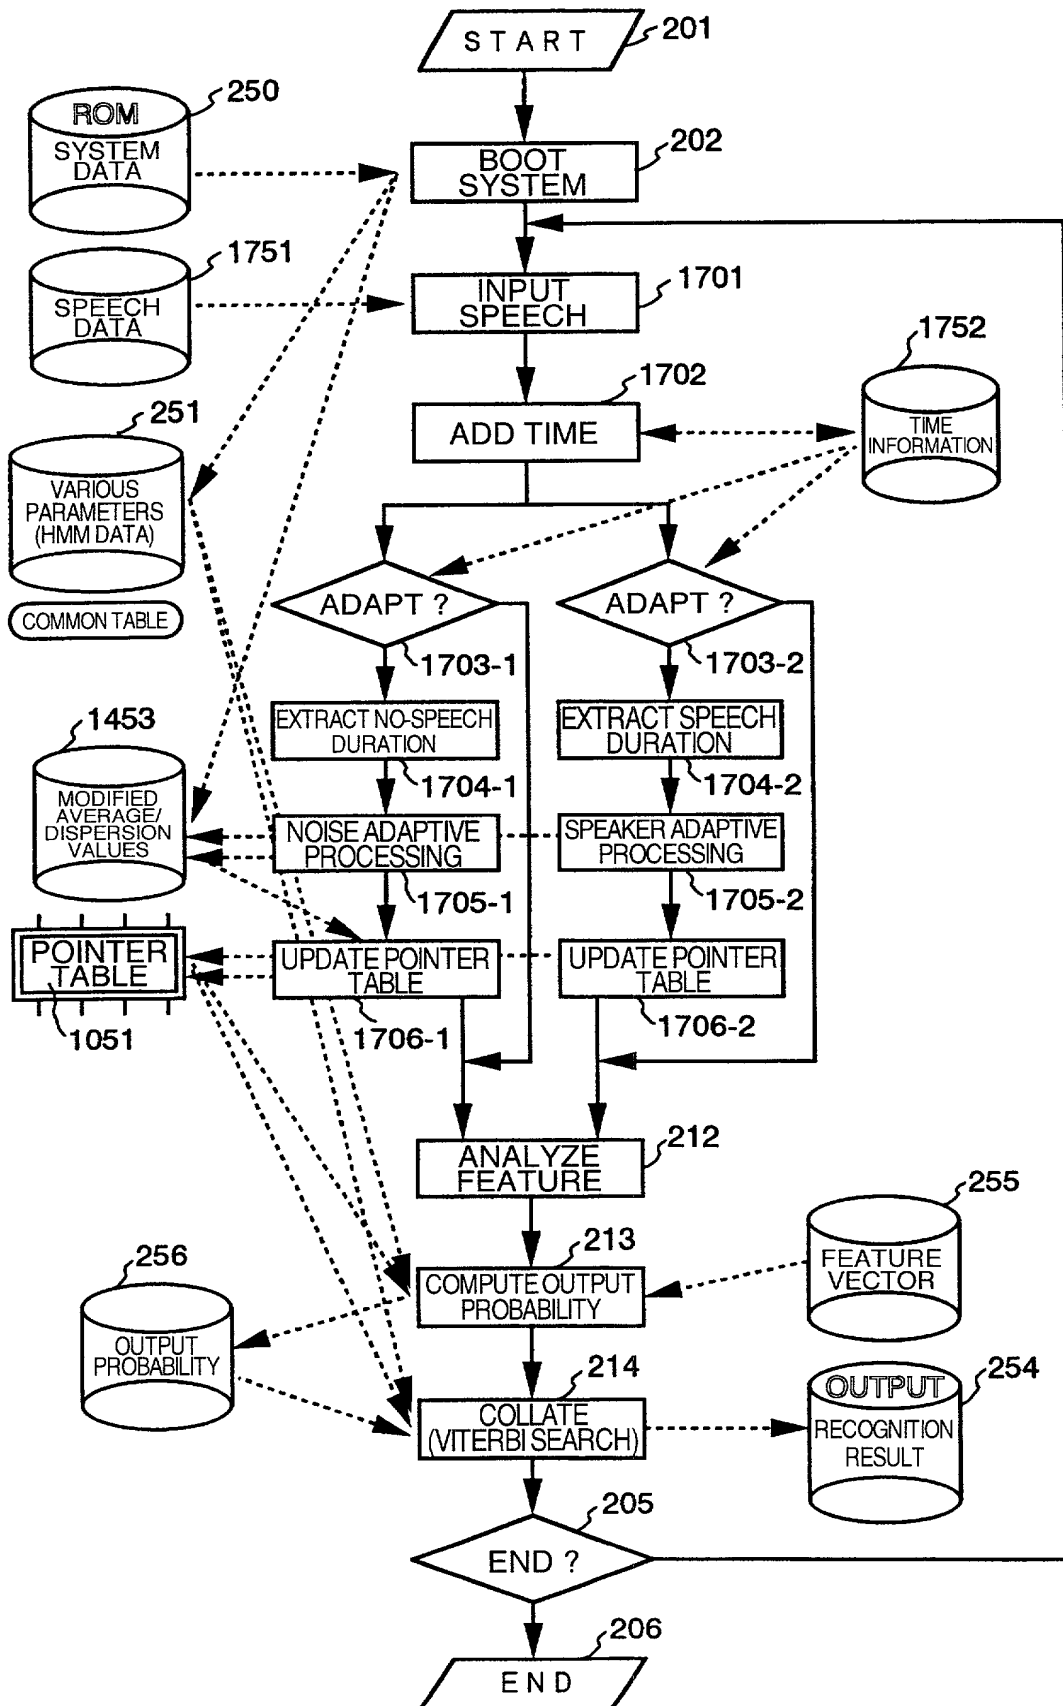 START
201
ROM
250
SYSTEM
DATA
BOOT
SYSTEM
202
1751
SPEECH
DATA
INPUT
SPEECH
1701
1752
TIME
INFORMATION
1702
ADD TIME
251
VARIOUS
PARAMETERS
(HMM DATA)
COMMON TABLE
ADAPT ?
ADAPT ?
1703-1
1703-2
EXTRACT NO-SPEECH
DURATION
EXTRACT SPEECH
DURATION
1704-1
1704-2
1453
MODIFIED
AVERAGE/
DISPERSION
VALUES
NOISE ADAPTIVE
PROCESSING
SPEAKER ADAPTIVE
PROCESSING
1705-1
1705-2
POINTER
TABLE
1051
UPDATE POINTER
TABLE
UPDATE POINTER
TABLE
1706-1
1706-2
ANALYZE
FEATURE
212
255
FEATURE
VECTOR
213
COMPUTE OUTPUT
PROBABILITY
256
OUTPUT
PROBABILITY
214
COLLATE
(VITERBI SEARCH)
OUTPUT
254
RECOGNITION
RESULT
205
END ?
206
END